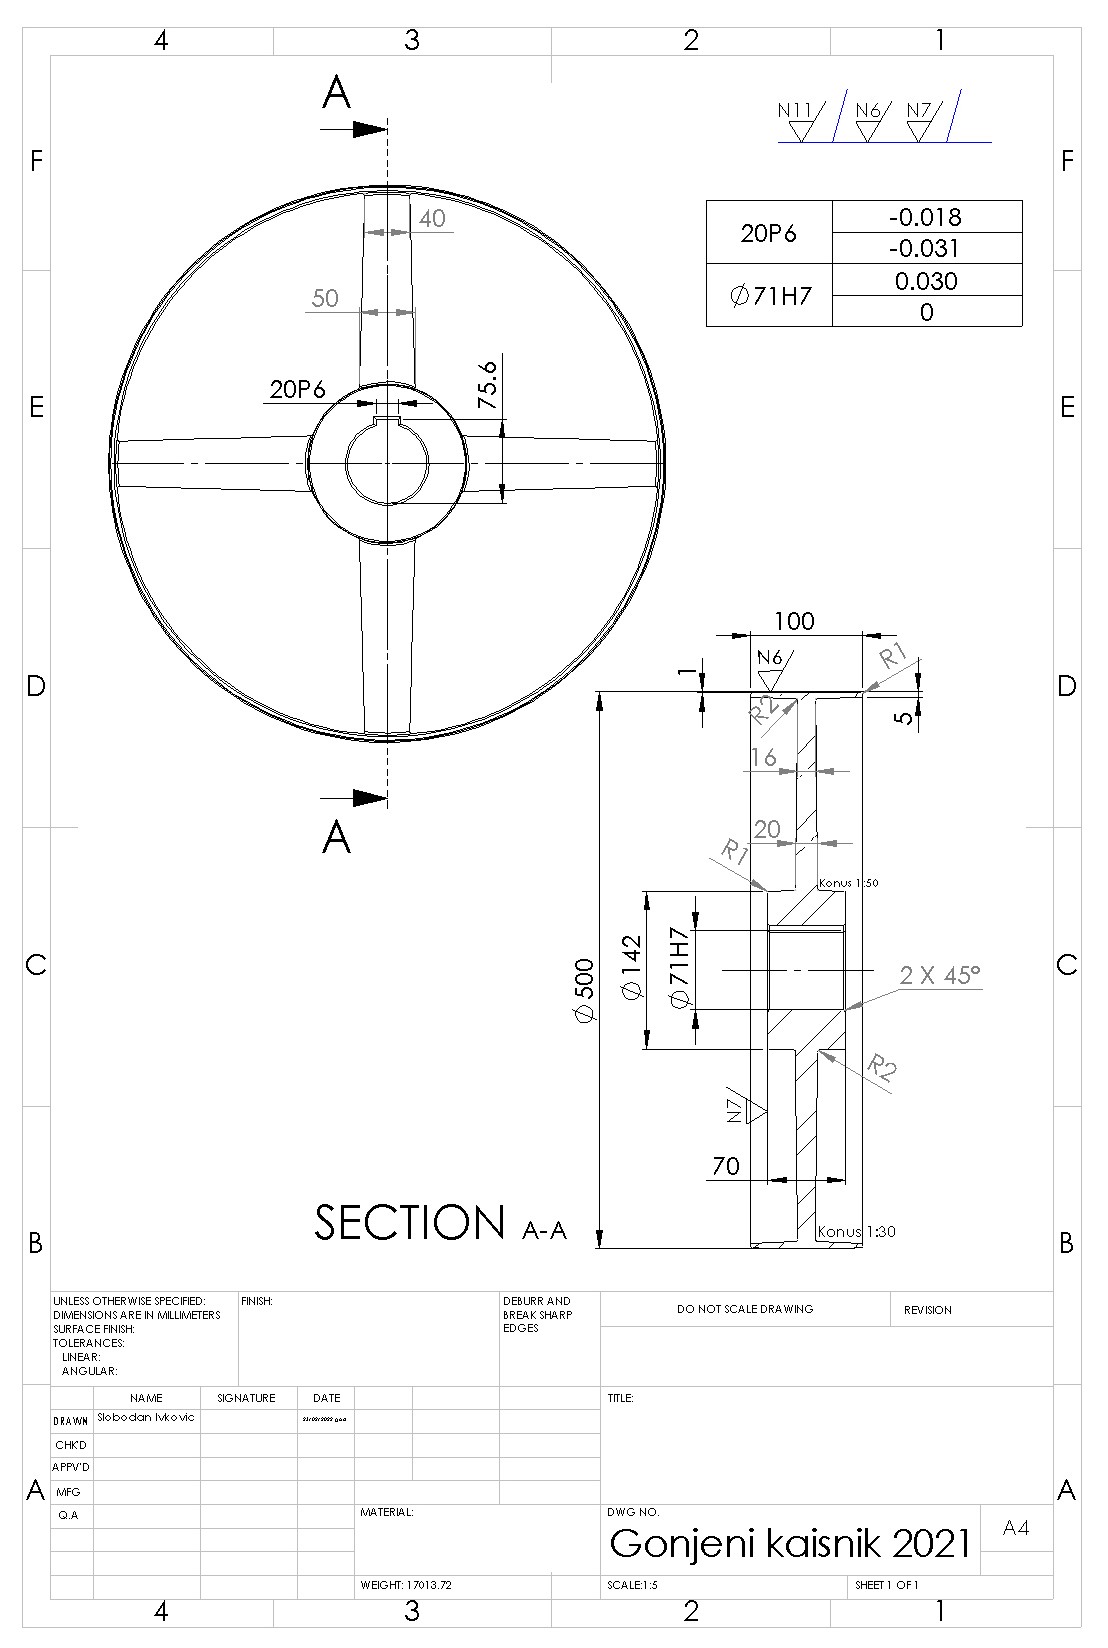 4 3 2 1
A
N11 N6 N7
F F
20P6 -0.018
-0.031
⌀71H7 0.030
0
40
50
20P6
75.6
E E
D D
A
100
N6
R1
1
R2
5
16
20
R1
Konus 1:50
⌀500
⌀142
⌀71H7
2 X 45°
C C
R2
N7
70
Konus 1:30
SECTION A-A
B B
UNLESS OTHERWISE SPECIFIED:
DIMENSIONS ARE IN MILLIMETERS
SURFACE FINISH:
TOLERANCES:
LINEAR:
ANGULAR:
FINISH:
DEBURR AND
BREAK SHARP
EDGES
DO NOT SCALE DRAWING
REVISION
NAME SIGNATURE DATE
DRAWN Slobodan Ivkovic
CHK'D
APPV'D
MFG
Q.A
TITLE:
A A
MATERIAL:
DWG NO.
Gonjeni kaisnik 2021
A4
WEIGHT: 17013.72
SCALE:1:5
SHEET 1 OF 1
4 3 2 1